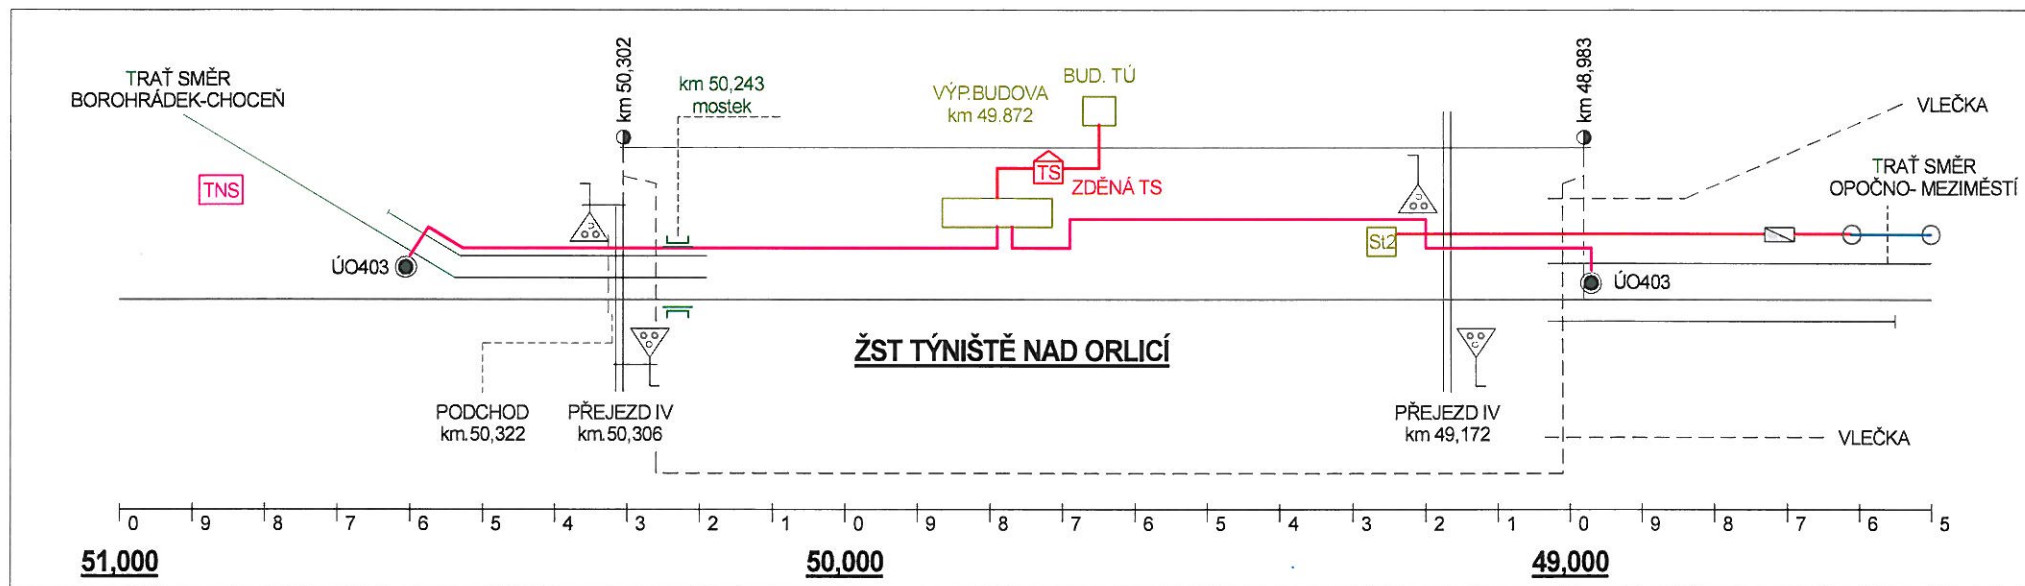 TRAŤ SMĚR
BOROHRÁDEK-CHOCEŇ
km 50,302
km 50,243
mostek
VÝP.BUDOVA
km 49.872
BUD. TÚ
km 48,983
VLEČKA
TRAŤ SMĚR
OPOČNO- MEZIMĚSTÍ
TNS
TS
ZDĚNÁ TS
St2
ÚO403
ÚO403
ŽST TÝNIŠTĚ NAD ORLICÍ
PODCHOD
km.50,322
PŘEJEZD IV
km.50,306
PŘEJEZD IV
km 49,172
VLEČKA
0 9 8 7 6 5 4 3 2 1 0 9 8 7 6 5 4 3 2 1 0 9 8 7 6 5
51,000 50,000 49,000